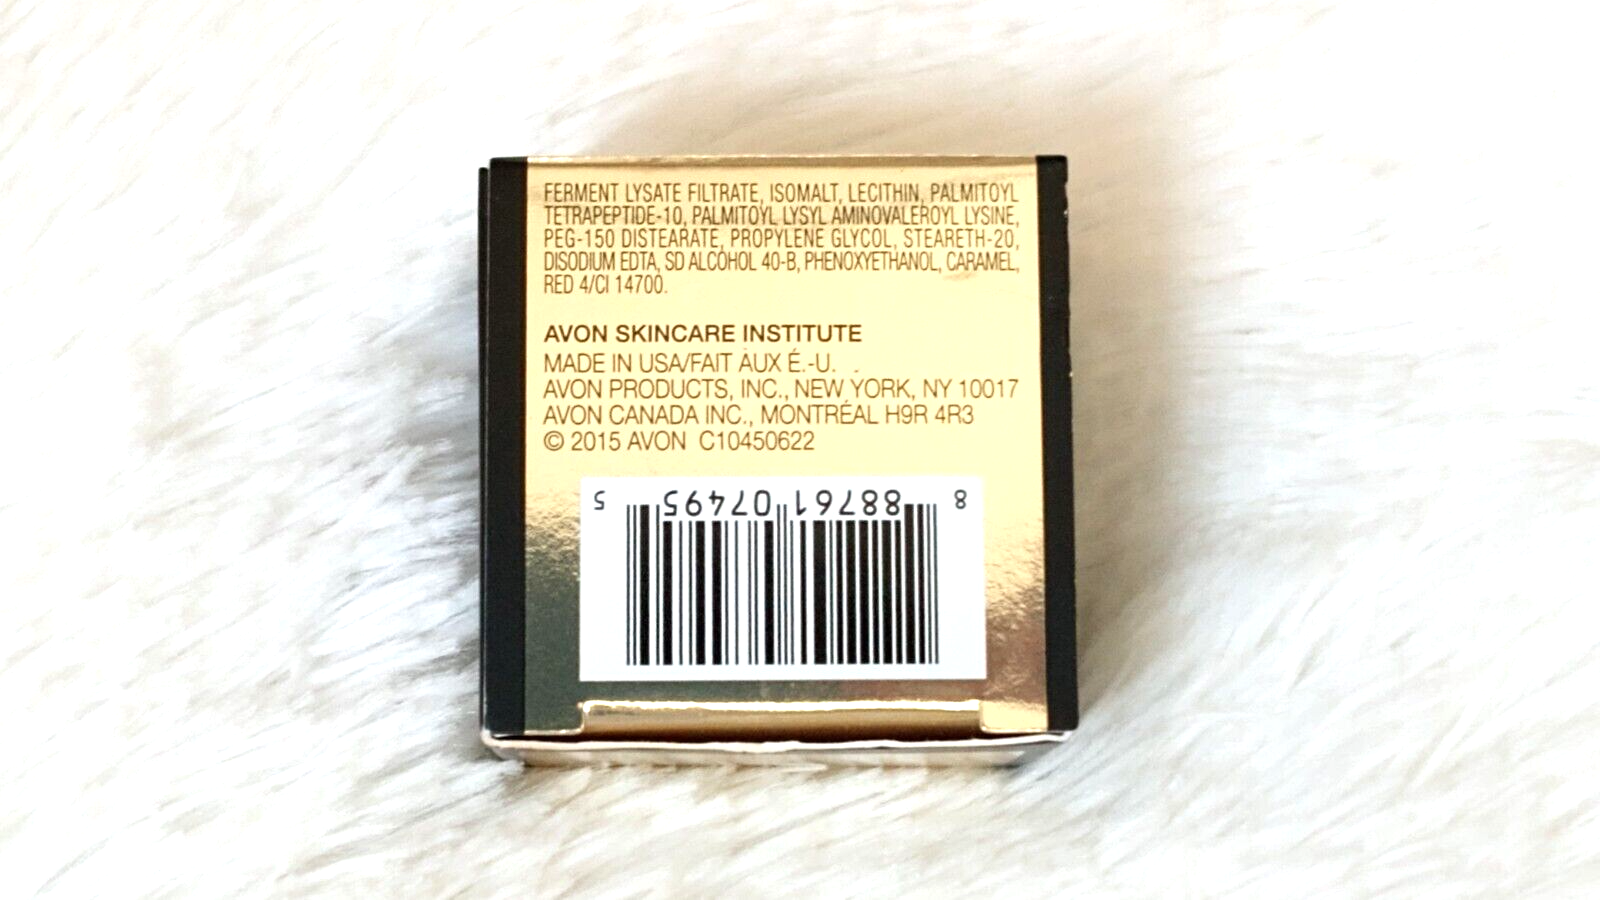 FERMENT LYSATE FILTRATE, ISOMALT, LECITHIN, PALMITOYL
TETRAPEPTIDE-10, PALMITOYL LYSYL AMINOVALEROYL LYSINE,
PEG-150 DISTEARATE, PROPYLENE GLYCOL, STEARETH-20,
DISODIUM EDTA, SD ALCOHOL 40-B, PHENOXYETHANOL, CARAMEL,
RED 4/CI 14700.
AVON SKINCARE INSTITUTE
MADE IN USA/FAIT AUX É.-U.
AVON PRODUCTS, INC., NEW YORK, NY 10017
AVON CANADA INC., MONTRÉAL H9R 4R3
© 2015 AVON C10450622
8 88761 07495 5